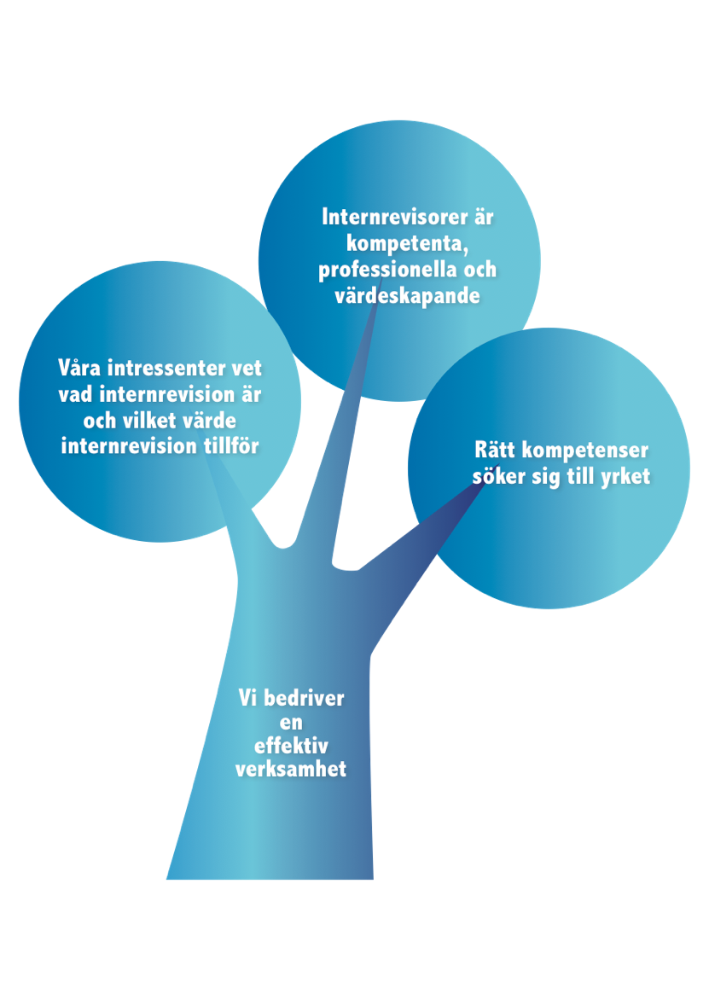 Internrevisorer är
kompetenta,
professionella och
värdeskapande
Våra intressenter vet
vad internrevision är
och vilket värde
internrevision tillför
Rätt kompetenser
söker sig till yrket
Vi bedriver
en
effektiv
verksamhet